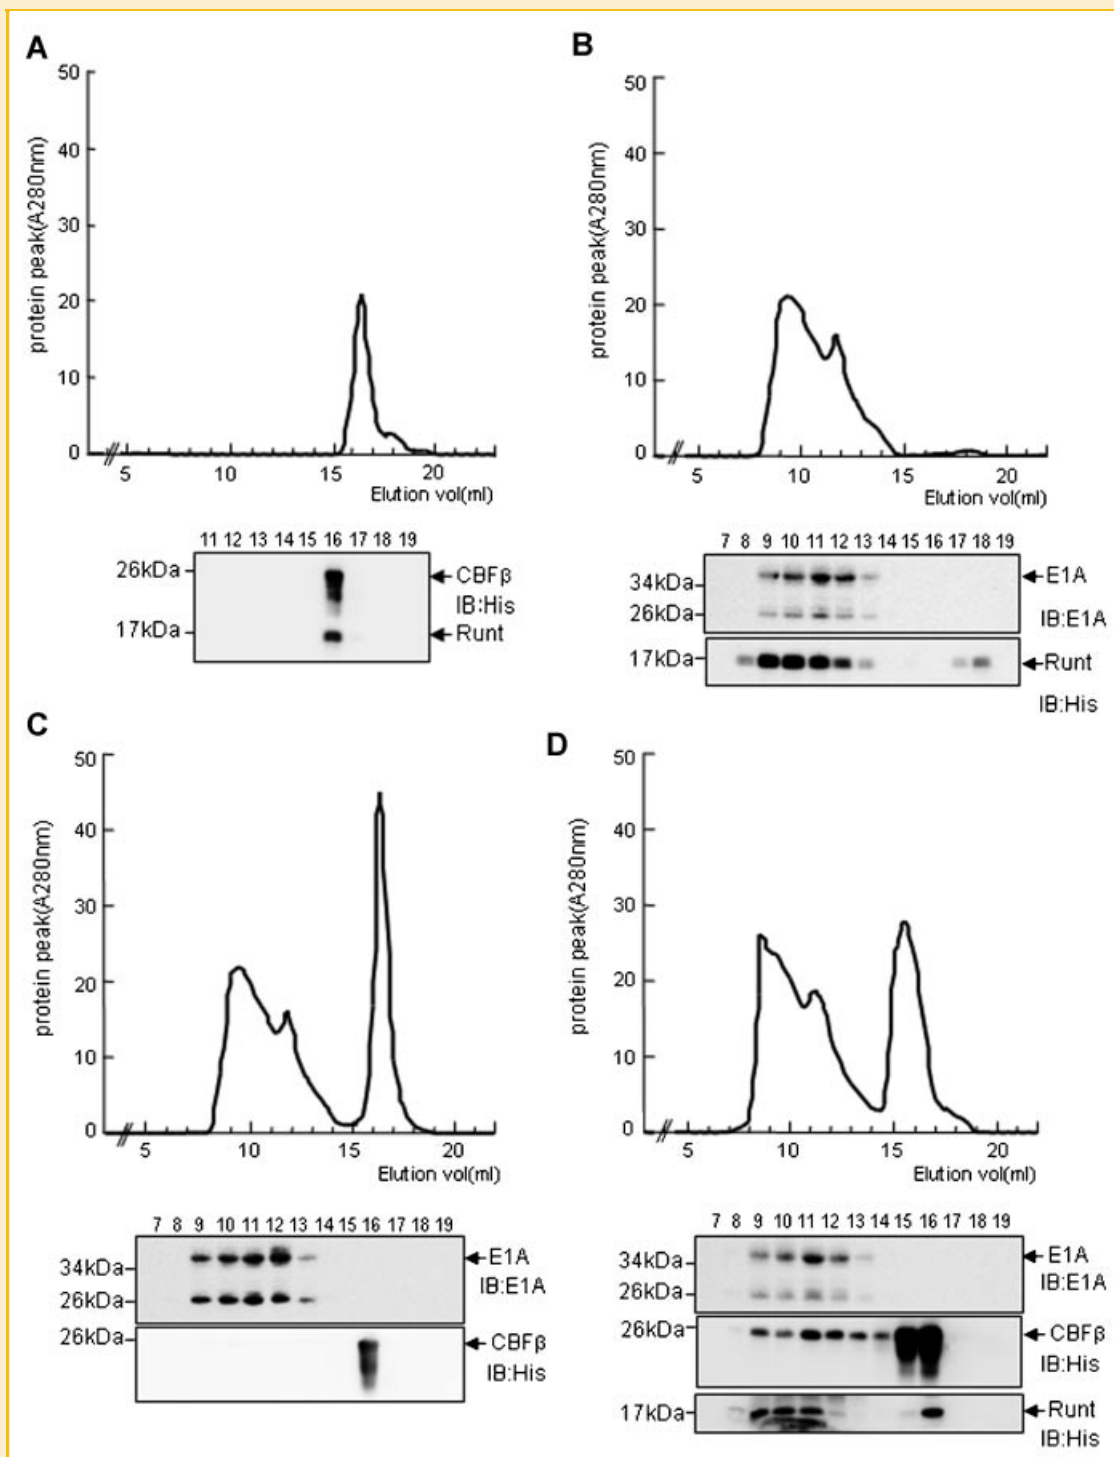 A
50
40
30
20
10
0
protein peak(A280nm)
5 10 15 20
Elution vol(ml)
11 12 13 14 15 16 17 18 19
26kDa
CBFβ
IB:His
17kDa
Runt
B
50
40
30
20
10
0
protein peak(A280nm)
5 10 15 20
Elution vol(ml)
7 8 9 10 11 12 13 14 15 16 17 18 19
34kDa
E1A
26kDa
IB:E1A
17kDa
Runt
IB:His
C
50
40
30
20
10
0
protein peak(A280nm)
5 10 15 20
Elution vol(ml)
7 8 9 10 11 12 13 14 15 16 17 18 19
34kDa
E1A
IB:E1A
26kDa
26kDa
CBFβ
IB:His
D
50
40
30
20
10
0
protein peak(A280nm)
5 10 15 20
Elution vol(ml)
7 8 9 10 11 12 13 14 15 16 17 18 19
34kDa
E1A
IB:E1A
26kDa
26kDa
CBFβ
IB:His
17kDa
Runt
IB:His